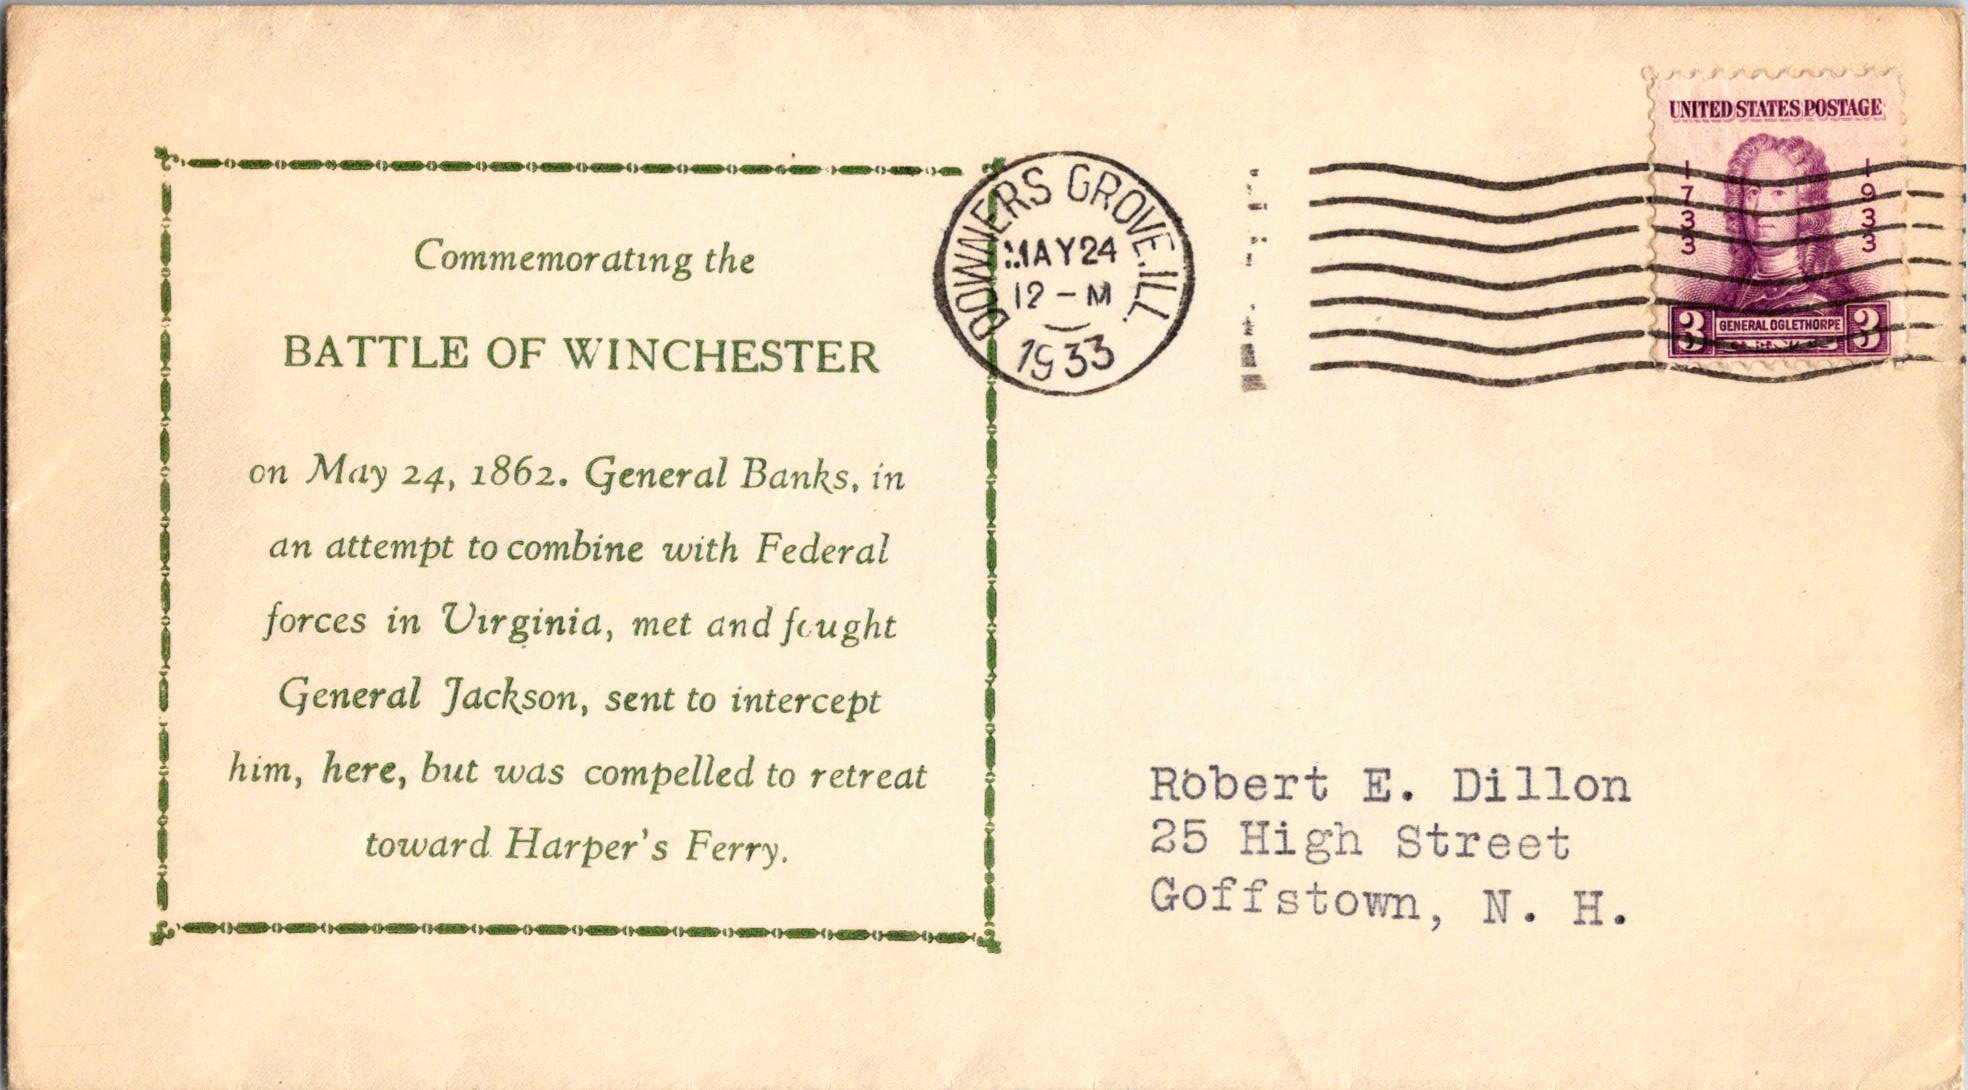 Commemorating the
BATTLE OF WINCHESTER
on May 24, 1862. General Banks, in
an attempt to combine with Federal
forces in Virginia, met and fought
General Jackson, sent to intercept
him, here, but was compelled to retreat
toward Harper's Ferry.
DOWNERS GROVE, ILL.
MAY 24
12 - M
1933
UNITED STATES POSTAGE
1733
1933
3 GENERAL OGLETHORPE 3
Robert E. Dillon
25 High Street
Goffstown, N. H.